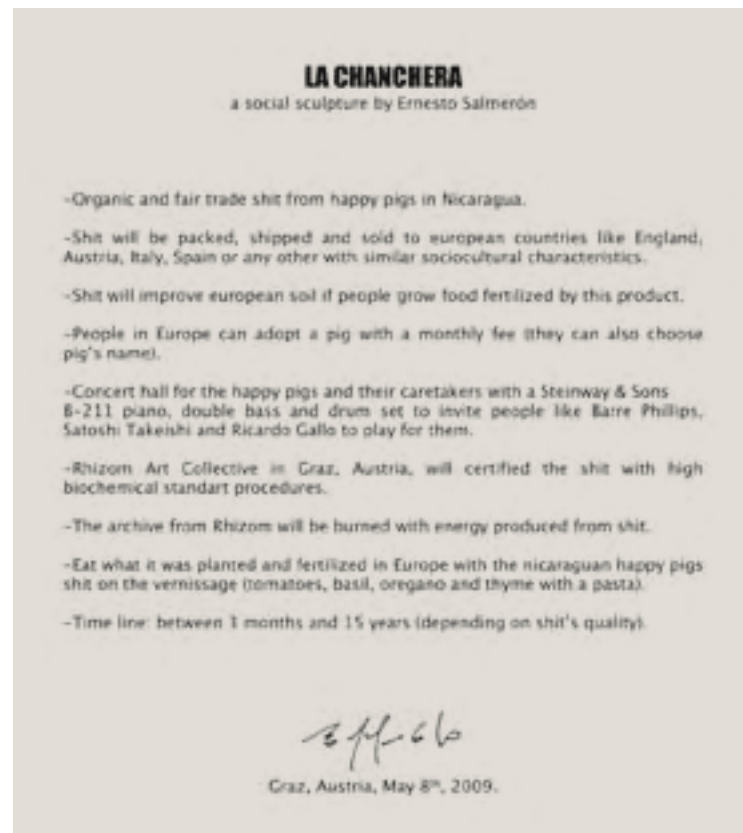 LA CHANCHERA
a social sculpture by Ernesto Salmerón
-Organic and fair trade shit from happy pigs in Nicaragua.
-Shit will be packed, shipped and sold to european countries like England,
Austria, Italy, Spain or any other with similar sociocultural characteristics.
-Shit will improve european soil if people grow food fertilized by this product.
-People in Europe can adopt a pig with a monthly fee (they can also choose
pig's name).
-Concert hall for the happy pigs and their caretakers with a Steinway & Sons
B-211 piano, double bass and drum set to invite people like Barre Phillips,
Satoshi Takeishi and Ricardo Gallo to play for them.
-Rhizom Art Collective in Graz, Austria, will certified the shit with high
biochemical standart procedures.
-The archive from Rhizom will be burned with energy produced from shit.
-Eat what it was planted and fertilized in Europe with the nicaraguan happy pigs
shit on the vernissage (tomatoes, basil, oregano and thyme with a pasta).
-Time line: between 3 months and 15 years (depending on shit's quality).
Graz, Austria, May 8th, 2009.